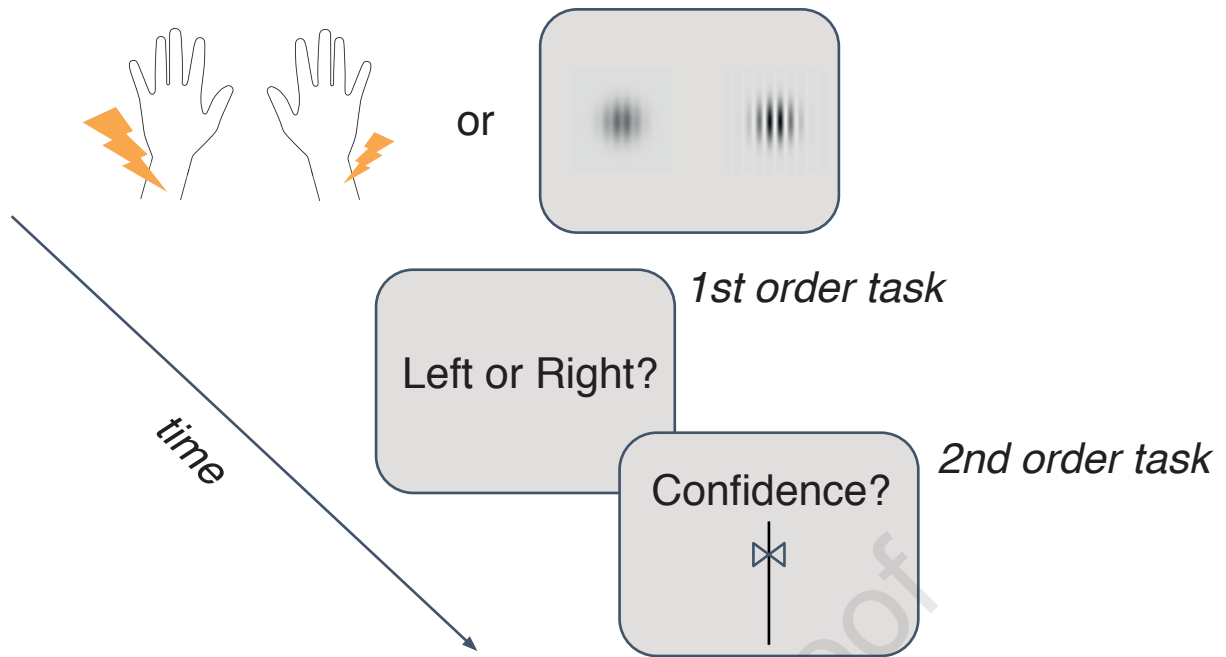 or
1st order task
Left or Right?
time
2nd order task
Confidence?